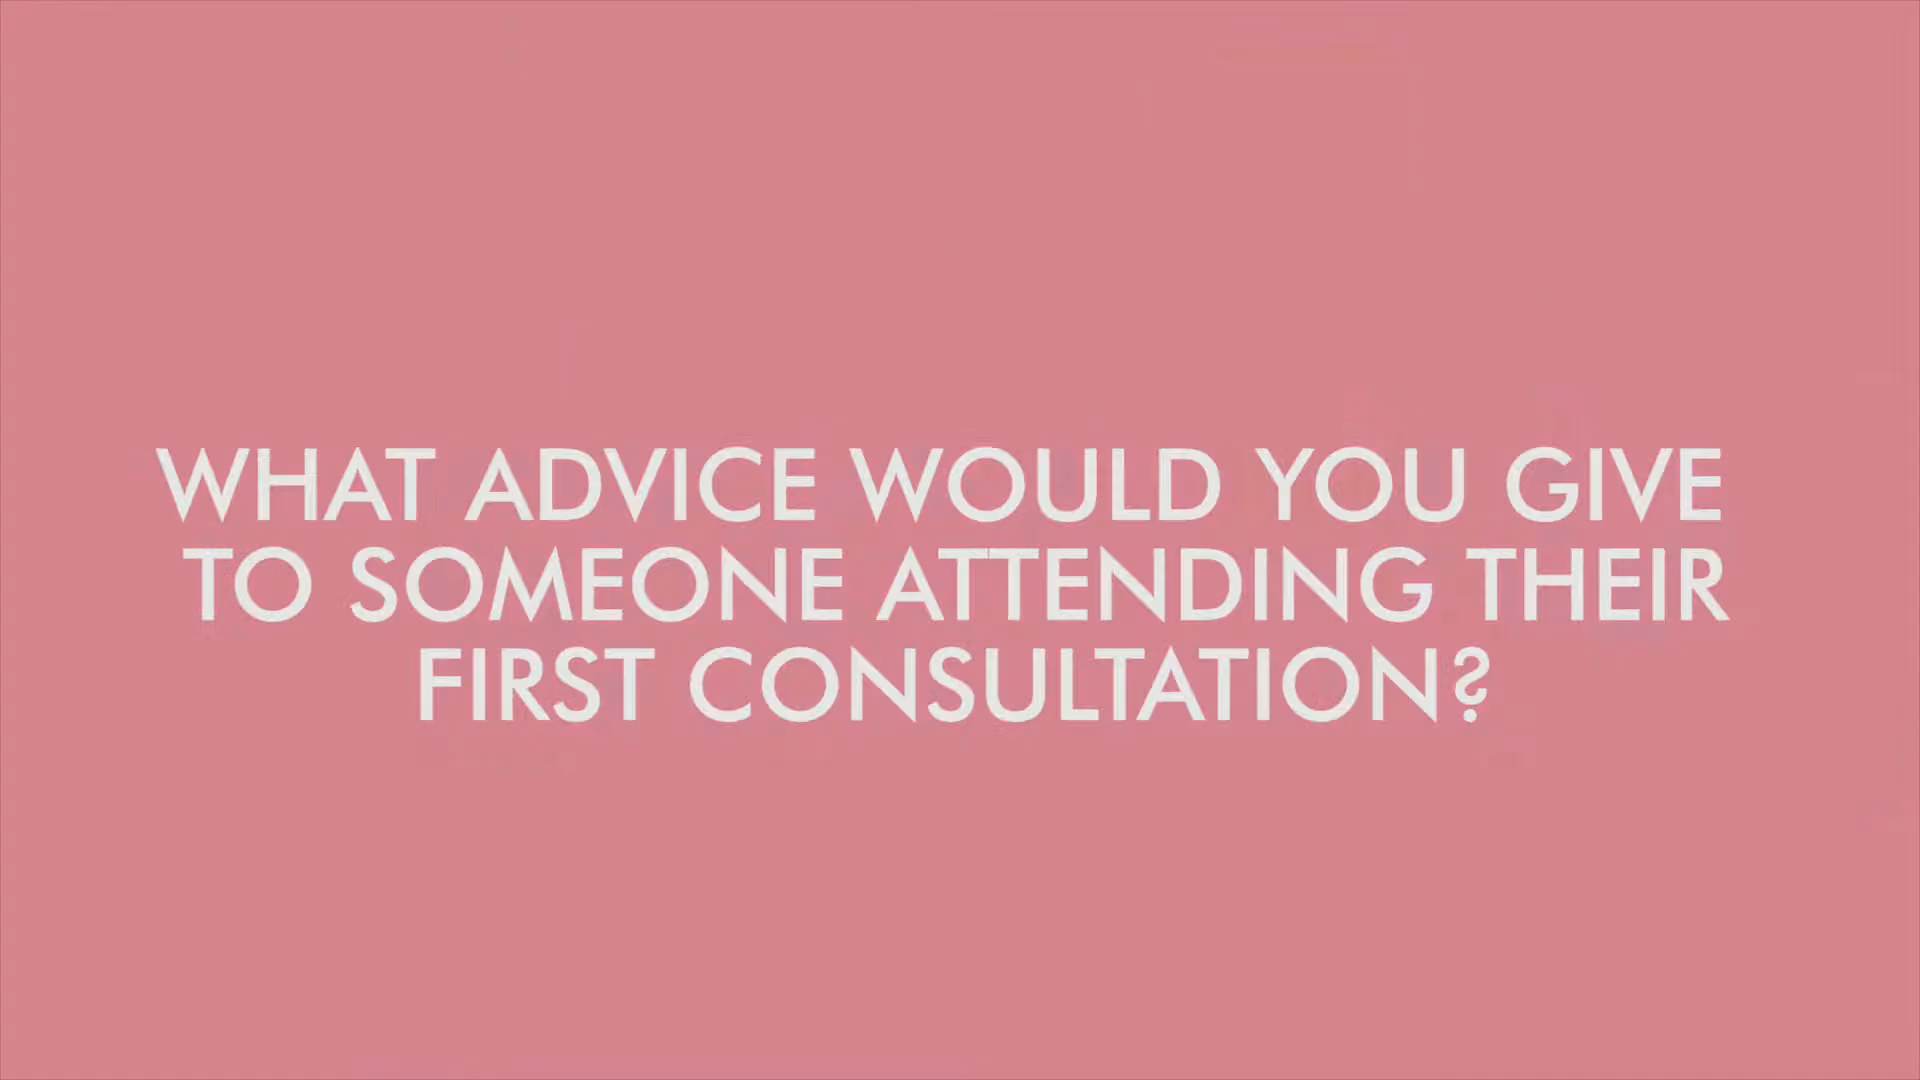 WHAT ADVICE WOULD YOU GIVE
TO SOMEONE ATTENDING THEIR
FIRST CONSULTATION?